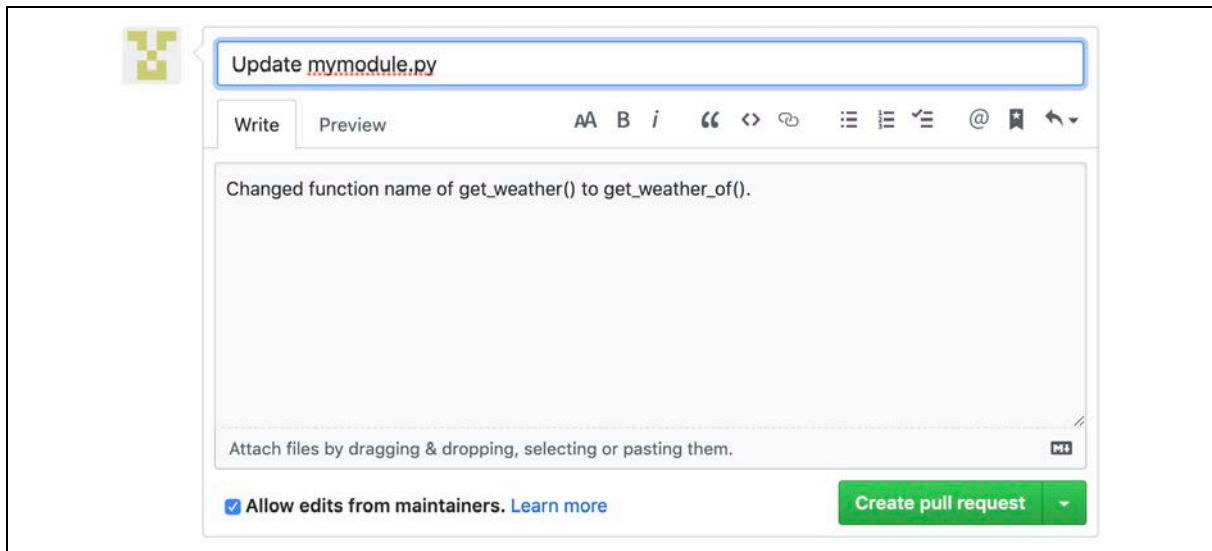 Update mymodule.py
Write Preview AA B i “ <> @
Changed function name of get_weather() to get_weather_of().
Attach files by dragging & dropping, selecting or pasting them. M↓
Allow edits from maintainers. Learn more Create pull request